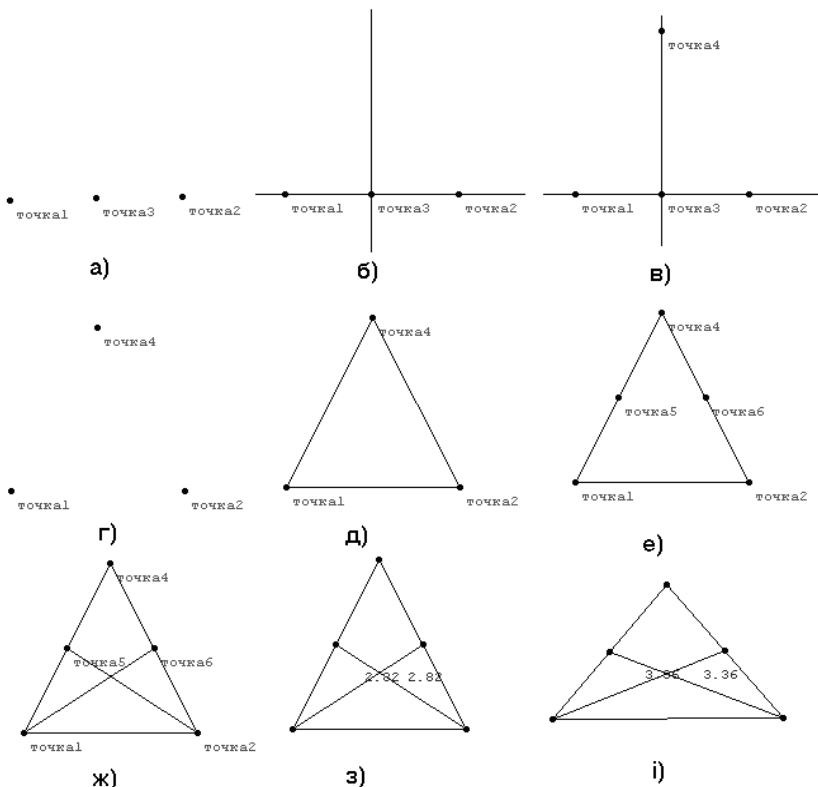 точка1 точка3 точка2
а)
точка1 точка3 точка2
б)
точка4
точка1 точка3 точка2
в)
точка4
точка1 точка2
г)
точка4
точка1 точка2
д)
точка4
точка5 точка6
точка1 точка2
е)
точка4
точка5 точка6
точка1 точка2
ж)
2.82 2.82
з)
3.36
і)